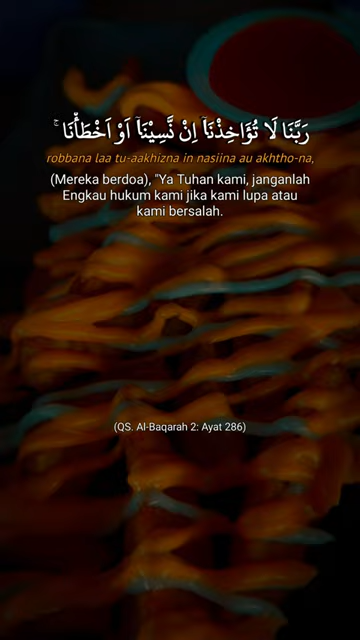 رَبَّنَا لَا تُؤَاخِذْنَآ اِنْ نَّسِيْنَآ اَوْ اَخْطَأْنَا ۚ
robbana laa tu-aakhizna in nasiina au akhtho-na,
(Mereka berdoa), "Ya Tuhan kami, janganlah
Engkau hukum kami jika kami lupa atau
kami bersalah.
(QS. Al-Baqarah 2: Ayat 286)